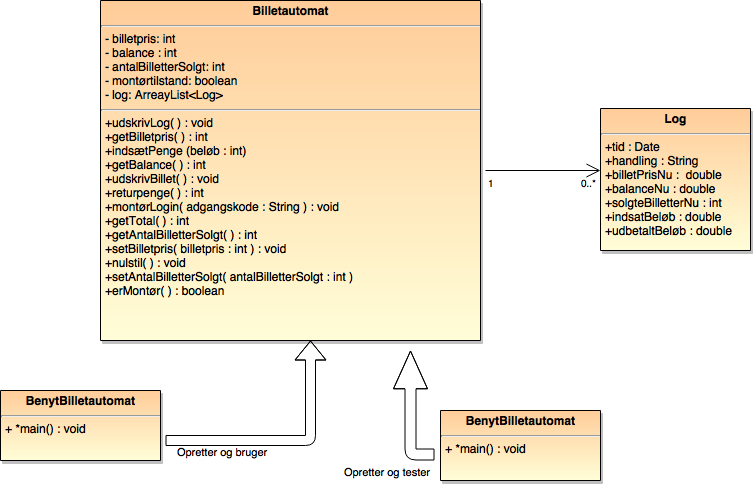 Billetautomat
- billetpris: int
- balance : int
- antalBilletterSolgt: int
- montørtilstand: boolean
- log: ArreayList<Log>
+udskrivLog( ) : void
+getBilletpris( ) : int
+indsætPenge (beløb : int)
+getBalance( ) : int
+udskrivBillet( ) : void
+returpenge( ) : int
+montørLogin( adgangskode : String ) : void
+getTotal( ) : int
+getAntalBilletterSolgt( ) : int
+setBilletpris( billetpris : int ) : void
+nulstil( ) : void
+setAntalBilletterSolgt( antalBilletterSolgt : int )
+erMontør( ) : boolean
1
0..*
Log
+tid : Date
+handling : String
+billetPrisNu : double
+balanceNu : double
+solgteBilletterNu : int
+indsatBeløb : double
+udbetaltBeløb : double
BenytBilletautomat
+ *main() : void
Opretter og bruger
BenytBilletautomat
+ *main() : void
Opretter og tester